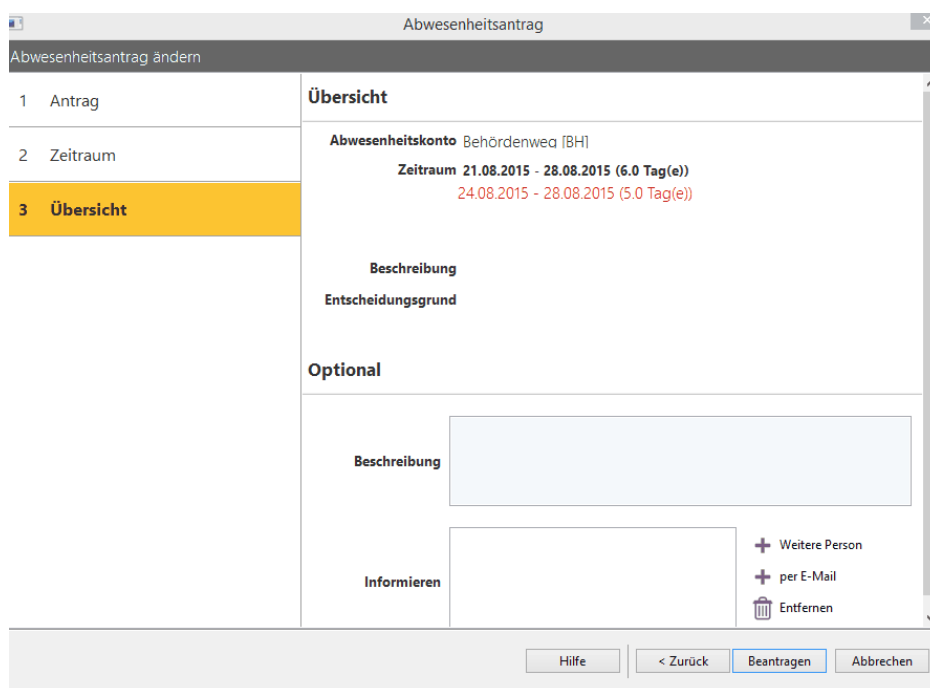 Abwesenheitsantrag
Abwesenheitsantrag ändern
1 Antrag
2 Zeitraum
3 Übersicht
Übersicht
Abwesenheitskonto Behördenweg [BH]
Zeitraum 21.08.2015 - 28.08.2015 (6.0 Tag(e))
24.08.2015 - 28.08.2015 (5.0 Tag(e))
Beschreibung
Entscheidungsgrund
Optional
Beschreibung
Informieren
Weitere Person
per E-Mail
Entfernen
Hilfe < Zurück Beantragen Abbrechen